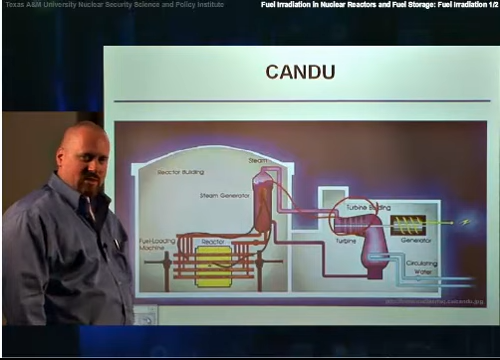 Texas A&M University Nuclear Security Science and Policy Institute
Fuel Irradiation in Nuclear Reactors and Fuel Storage: Fuel Irradiation 1/2
CANDU
Steam
Reactor Building
Steam Generator
Turbine Building
Fuel-Loading
Machine
Reactor
Turbine
Generator
Circulating
Water